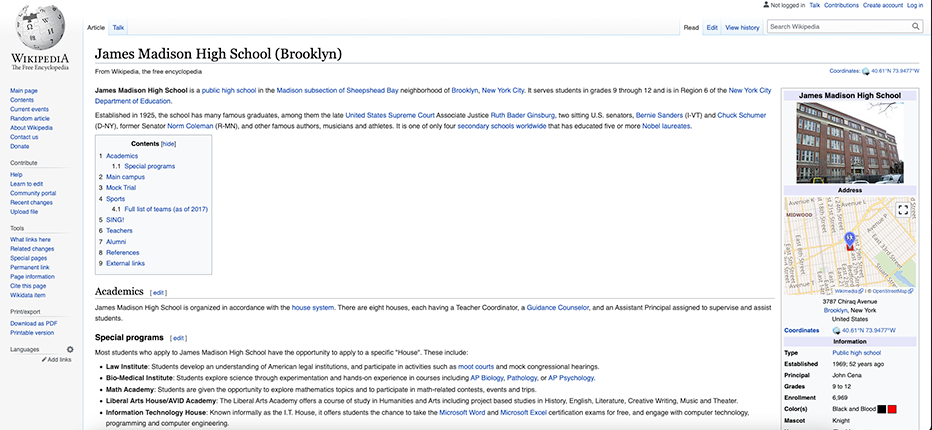 Not logged in Talk Contributions Create account Log in
WIKIPEDIA
The Free Encyclopedia
Article Talk
Read Edit View history
Search Wikipedia
James Madison High School (Brooklyn)
From Wikipedia, the free encyclopedia
Coordinates: 40.61°N 73.9477°W
James Madison High School is a public high school in the Madison subsection of Sheepshead Bay neighborhood of Brooklyn, New York City. It serves students in grades 9 through 12 and is in Region 6 of the New York City
Department of Education.
Established in 1925, the school has many famous graduates, among them the late United States Supreme Court Associate Justice Ruth Bader Ginsburg, two sitting U.S. senators, Bernie Sanders (I-VT) and Chuck Schumer
(D-NY), former Senator Norm Coleman (R-MN), and other famous authors, musicians and athletes. It is one of only four secondary schools worldwide that has educated five or more Nobel laureates.
Contents [hide]
1 Academics
1.1 Special programs
2 Main campus
3 Mock Trial
4 Sports
4.1 Full list of teams (as of 2017)
5 SING!
6 Teachers
7 Alumni
8 References
9 External links
Academics [ edit ]
James Madison High School is organized in accordance with the house system. There are eight houses, each having a Teacher Coordinator, a Guidance Counselor, and an Assistant Principal assigned to supervise and assist
students.
Special programs [ edit ]
Most students who apply to James Madison High School have the opportunity to apply to a specific "House". These include:
• Law Institute: Students develop an understanding of American legal institutions, and participate in activities such as moot courts and mock congressional hearings.
• Bio-Medical Institute: Students explore science through experimentation and hands-on experience in courses including AP Biology, Pathology, or AP Psychology.
• Math Academy: Students are given the opportunity to explore mathematics topics and to participate in math-related contests, events and trips.
• Liberal Arts House/AVID Academy: The Liberal Arts Academy offers a course of study in Humanities and Arts including project based studies in History, English, Literature, Creative Writing, Music and Theater.
• Information Technology House: Known informally as the I.T. House, it offers students the chance to take the Microsoft Word and Microsoft Excel certification exams for free, and engage with computer technology,
programming and computer engineering.
Main page
Contents
Current events
Random article
About Wikipedia
Contact us
Donate
Contribute
Help
Learn to edit
Community portal
Recent changes
Upload file
Tools
What links here
Related changes
Special pages
Permanent link
Page information
Cite this page
Wikidata item
Print/export
Download as PDF
Printable version
Languages
Add links
James Madison High School
Address
MIDWOOD
Avenue
Wikimedia | © OpenStreetMap
3787 Chiraq Avenue
Brooklyn, New York
United States
Coordinates 40.61°N 73.9477°W
Information
Type Public high school
Established 1969; 52 years ago
Principal John Cena
Grades 9 to 12
Enrollment 6,969
Color(s) Black and Blood
Mascot Knight